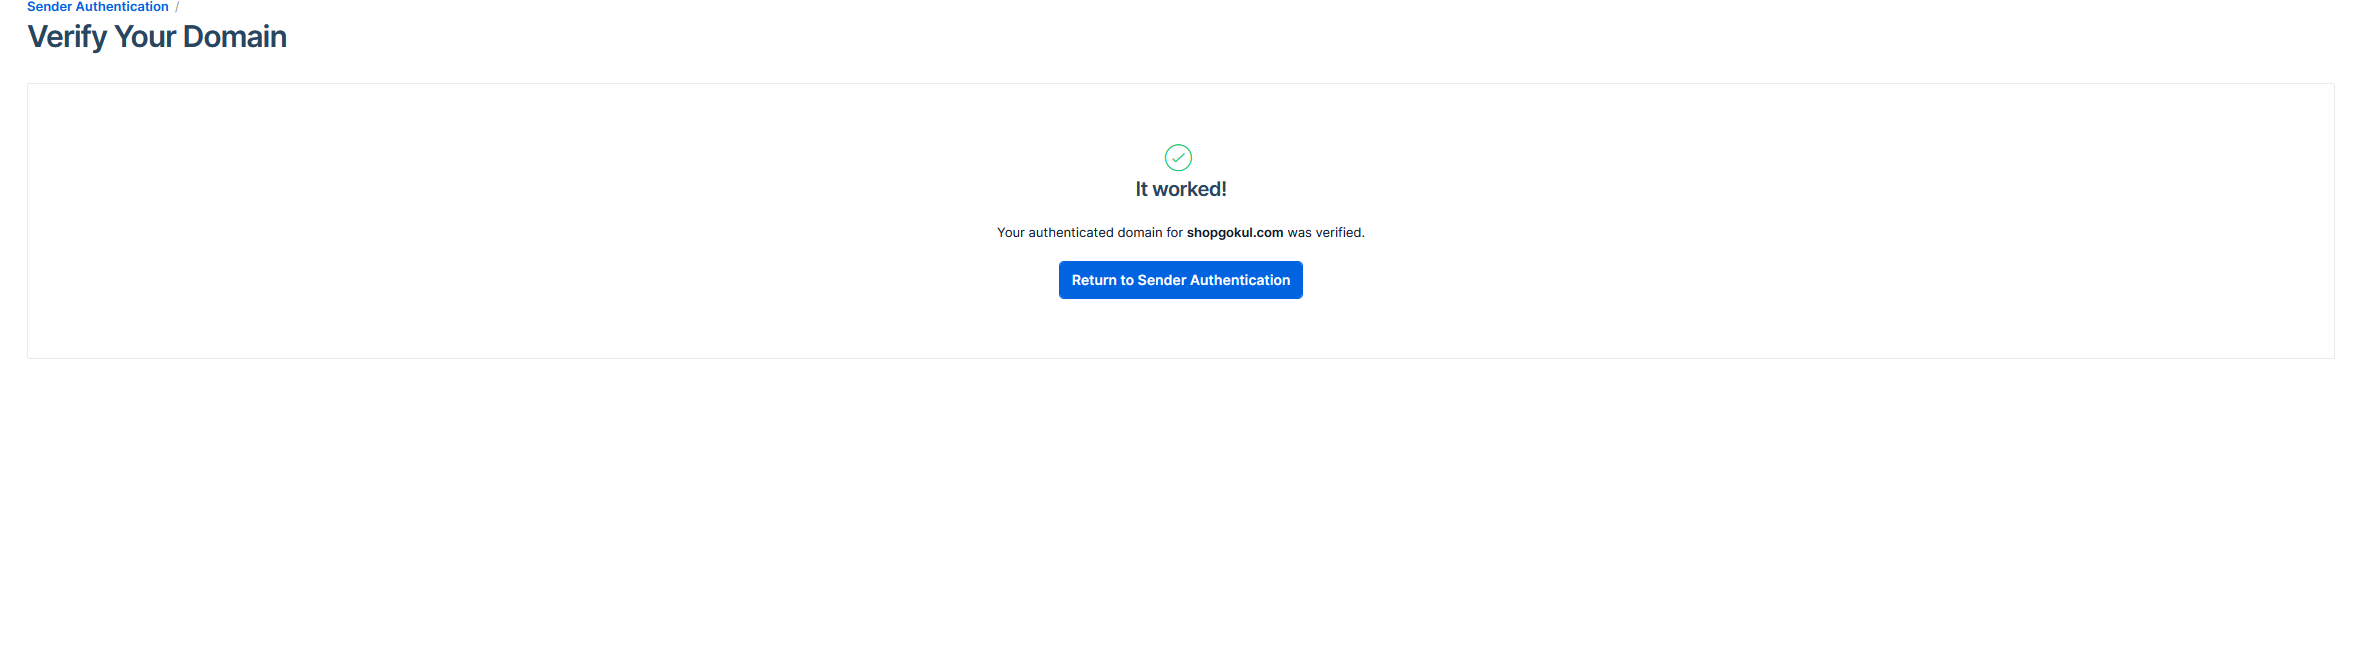 Sender Authentication /
Verify Your Domain
It worked!
Your authenticated domain for shopgokul.com was verified.
Return to Sender Authentication